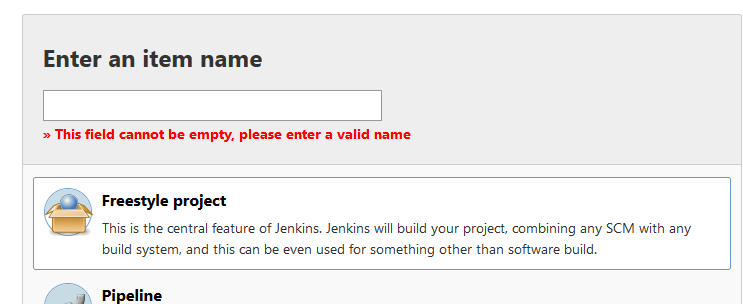 Enter an item name
» This field cannot be empty, please enter a valid name
Freestyle project
This is the central feature of Jenkins. Jenkins will build your project, combining any SCM with any
build system, and this can be even used for something other than software build.
Pipeline